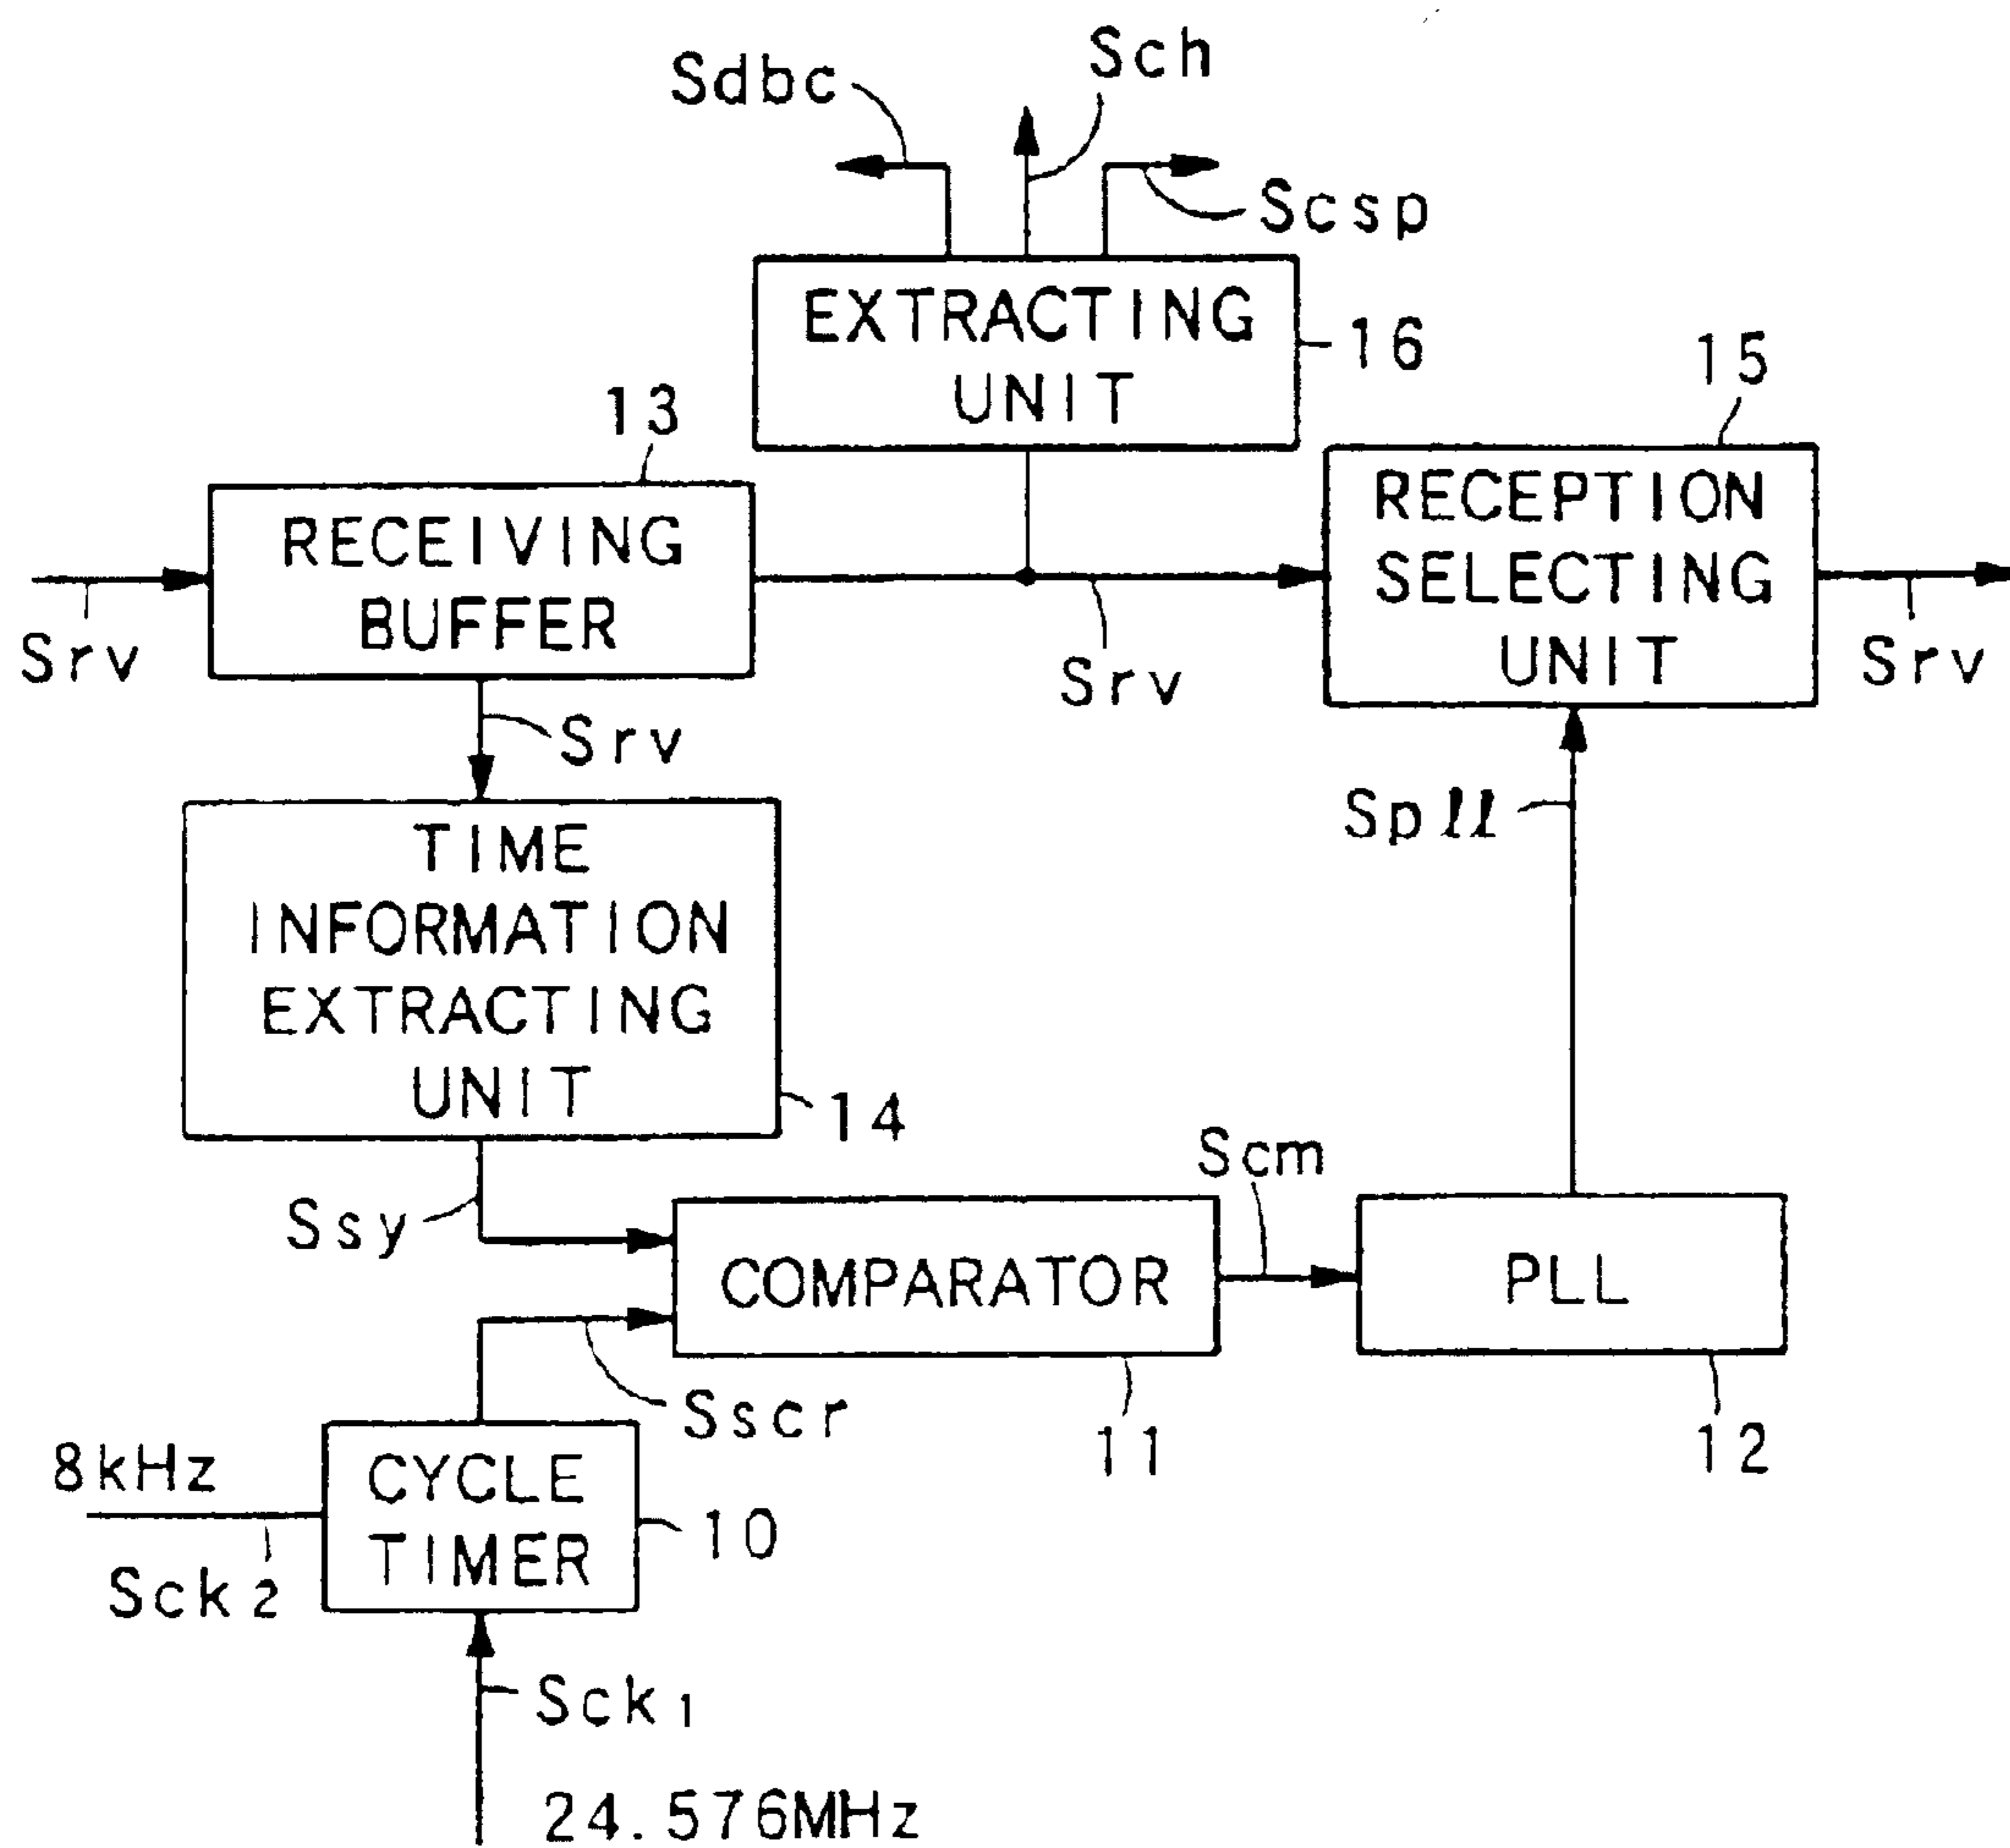 Sdbc
Sch
Scsp
EXTRACTING
UNIT
16
15
13
RECEIVING
BUFFER
RECEPTION
SELECTING
UNIT
Srv
Srv
Srv
Srv
TIME
INFORMATION
EXTRACTING
UNIT
14
Spll
Ssy
COMPARATOR
11
Scm
PLL
12
Sscr
8kHz
Sck2
CYCLE
TIMER
10
Sck1
24.576MHz